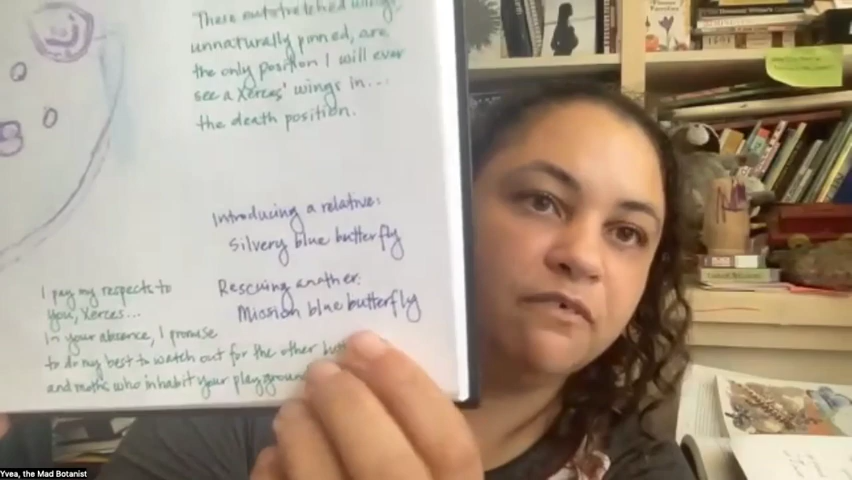 These outstretched wings,
unnaturally pinned, are
the only position I will ever
see a Xerces' wings in...
the death position.
Introducing a relative:
Silvery blue butterfly
Rescuing another:
Mission blue butterfly
I pay my respects to
you, Xerces...
In your absence, I promise
to do my best to watch out for the other
and moths who inhabit your
Yvea, the Mad Botanist